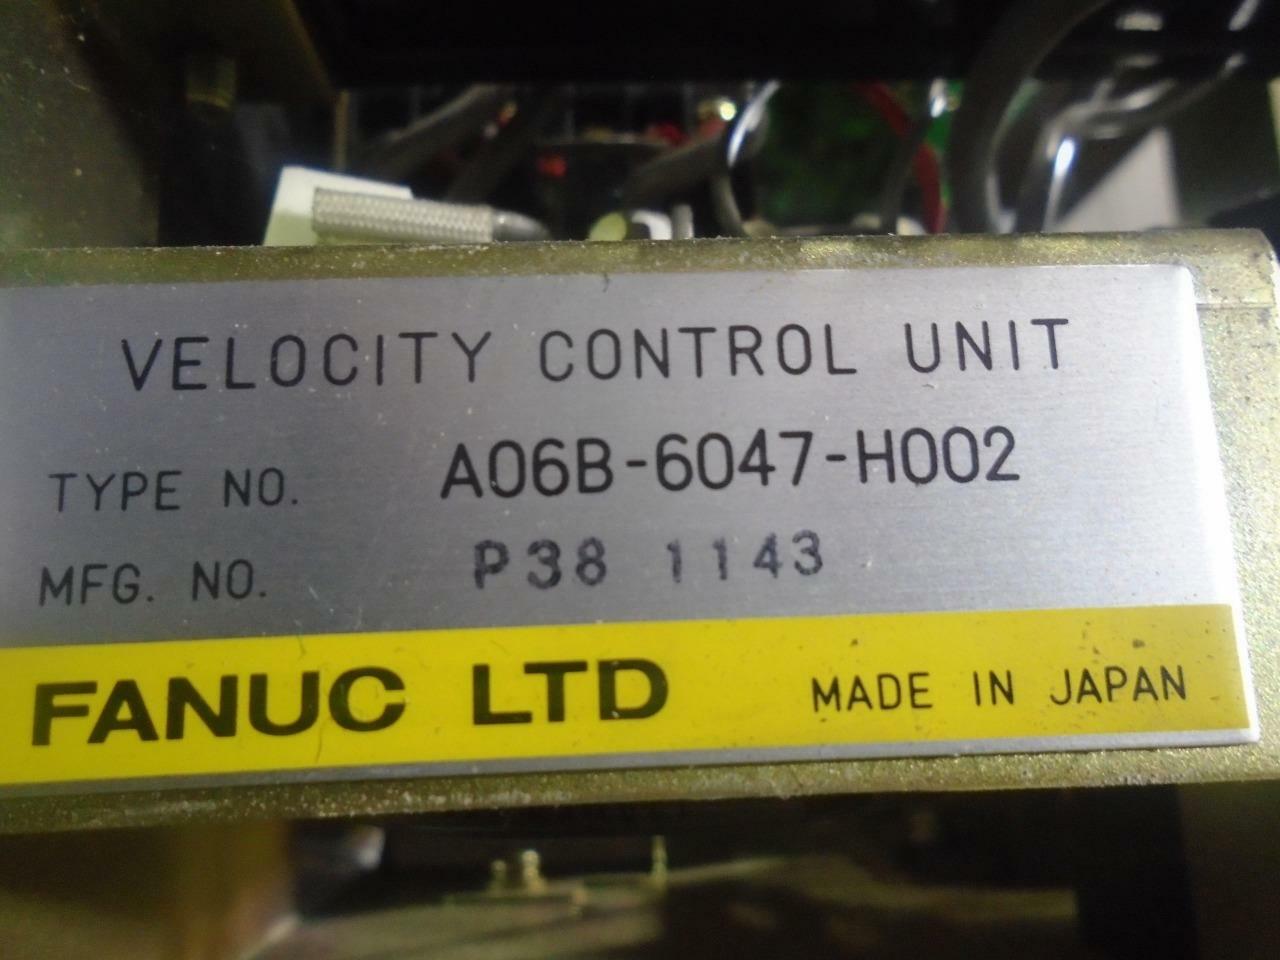 VELOCITY CONTROL UNIT
TYPE NO. A06B-6047-H002
MFG. NO. P38 1143
FANUC LTD MADE IN JAPAN